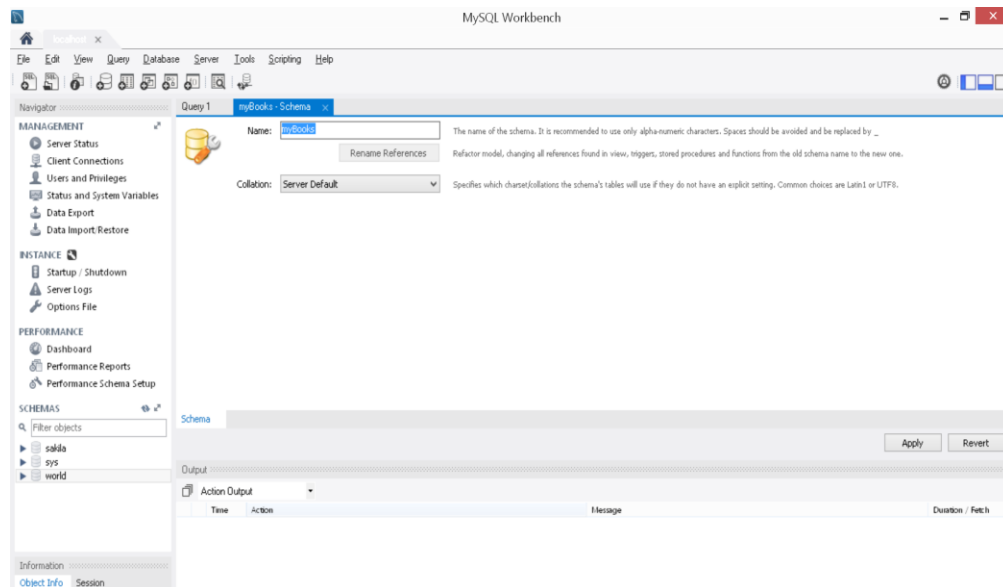 MySQL Workbench
localhost x
File Edit View Query Database Server Tools Scripting Help
Navigator
Query 1
myBooks - Schema x
MANAGEMENT
Server Status
Client Connections
Users and Privileges
Status and System Variables
Data Export
Data Import/Restore
INSTANCE
Startup / Shutdown
Server Logs
Options File
PERFORMANCE
Dashboard
Performance Reports
Performance Schema Setup
SCHEMAS
Filter objects
sakila
sys
world
Information
Object Info Session
Name: myBooks
The name of the schema. It is recommended to use only alpha-numeric characters. Spaces should be avoided and be replaced by _
Rename References
Refactor model, changing all references found in view, triggers, stored procedures and functions from the old schema name to the new one.
Collation: Server Default
Specifies which charset/collations the schema's tables will use if they do not have an explicit setting. Common choices are Latin1 or UTF8.
Schema
Apply Revert
Output
Action Output
Time Action Message Duration / Fetch